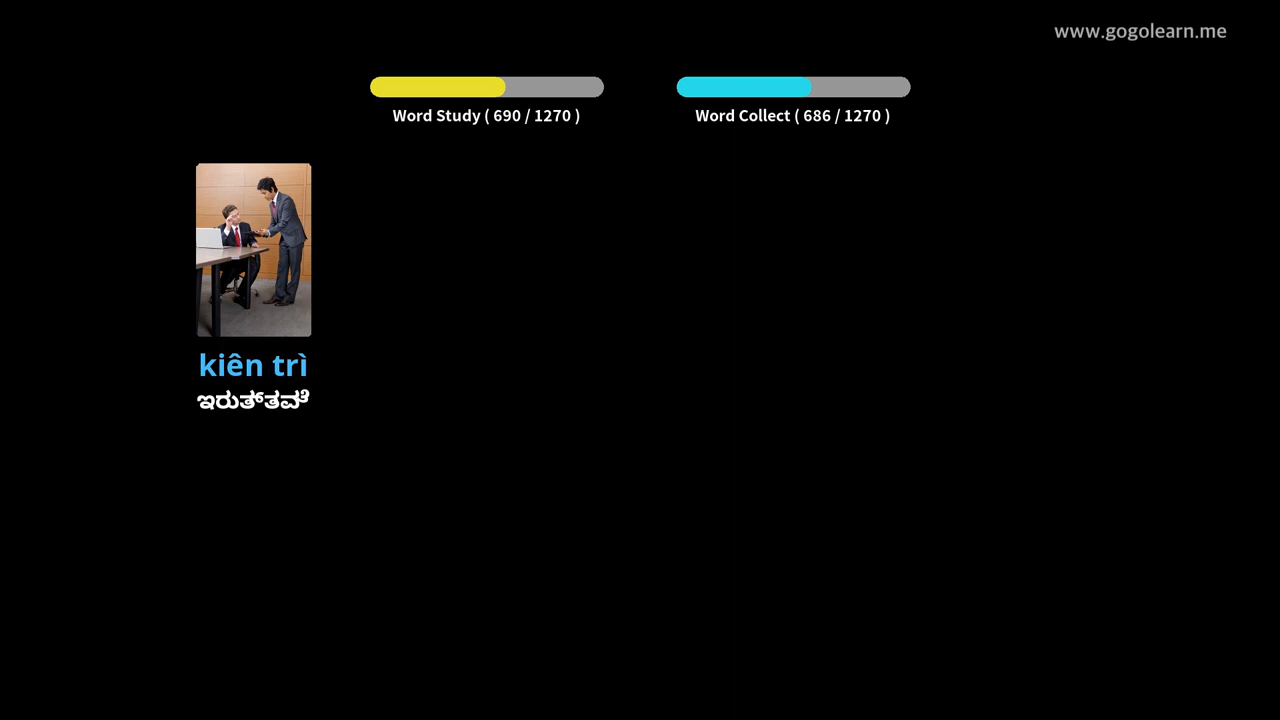 www.gogolearn.me
Word Study ( 690 / 1270 )
Word Collect ( 686 / 1270 )
kiên trì
ಇರುತ್ತವೆ